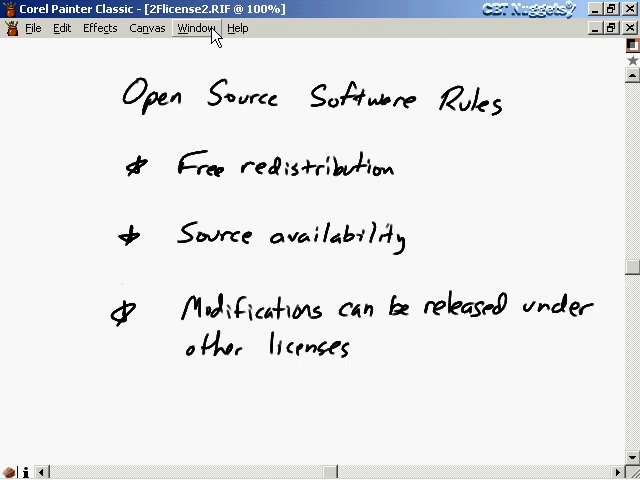 Corel Painter Classic - [2Flicense2.RIF @ 100%]
CBT Nuggets
File Edit Effects Canvas Window Help
Open Source Software Rules
* Free redistribution
* Source availability
* Modifications can be released under
other licenses